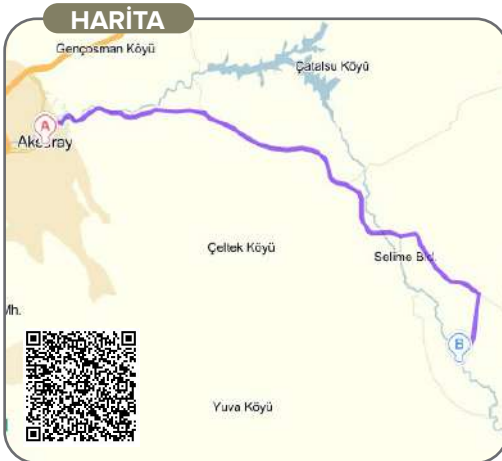 HARİTA
Gençosman Köyü
Çatalsu Köyü
A
Aksaray
Çeltek Köyü
Selime Bld.
Mh.
B
Yuva Köyü